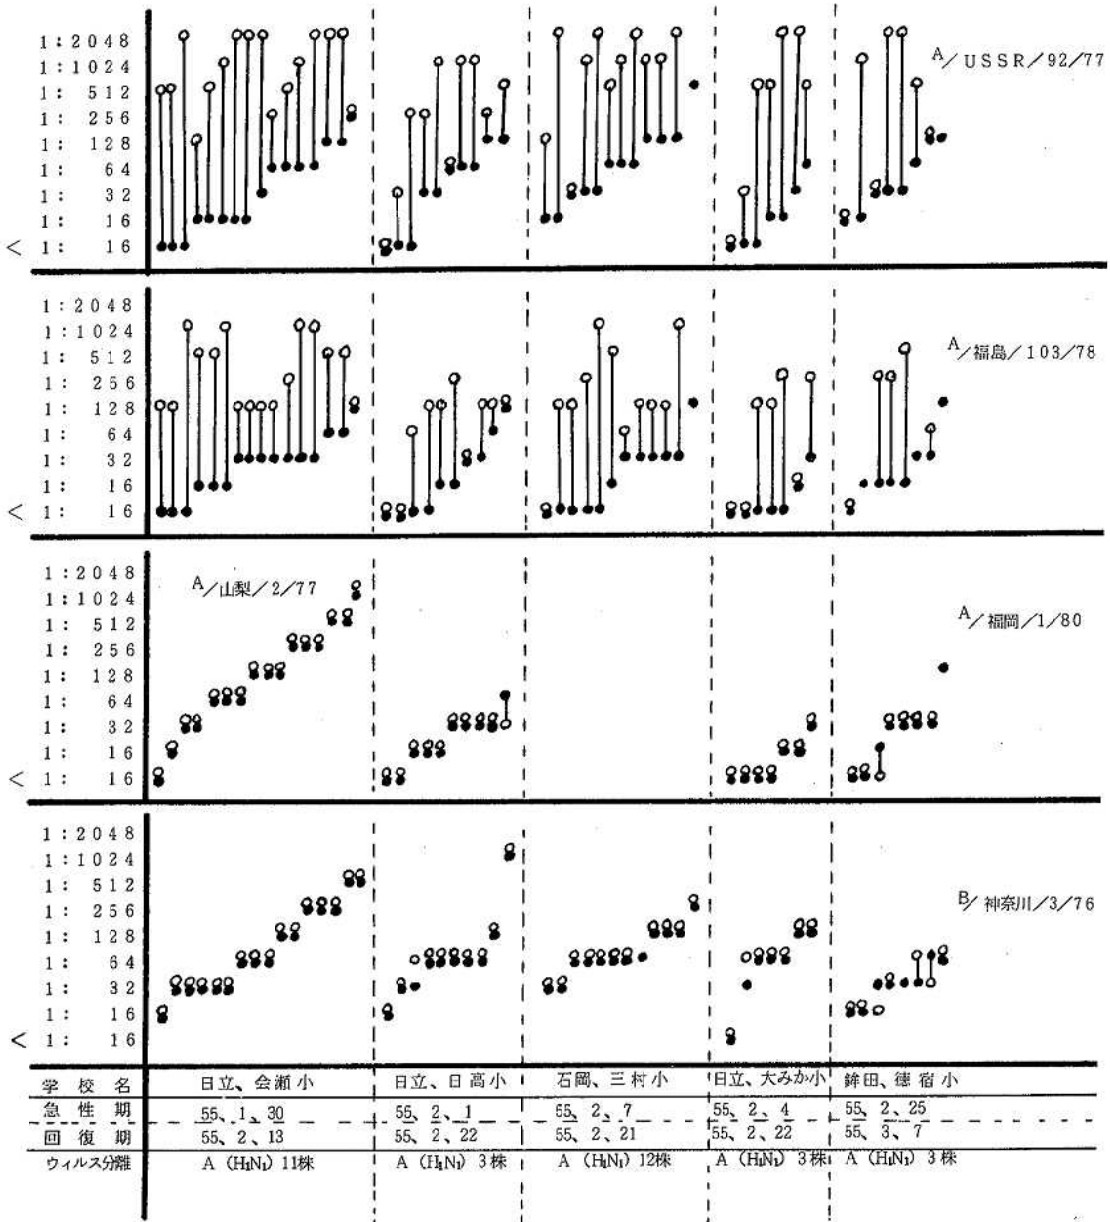 1:2048
1:1024 A/USSR/92/77
1: 512
1: 256
1: 128
1: 64
1: 32
1: 16
< 1: 16
1:2048
1:1024 A/福島/103/78
1: 512
1: 256
1: 128
1: 64
1: 32
1: 16
< 1: 16
1:2048 A/山梨/2/77
1:1024
1: 512 A/福岡/1/80
1: 256
1: 128
1: 64
1: 32
1: 16
< 1: 16
1:2048
1:1024
1: 512
1: 256 B/神奈川/3/76
1: 128
1: 64
1: 32
1: 16
< 1: 16
学校名 日立、会瀬小 日立、日高小 石岡、三村小 日立、大みか小 鉾田、徳宿小
急性期 55、1、30 55、2、1 55、2、7 55、2、4 55、2、25
回復期 55、2、13 55、2、22 55、2、21 55、2、22 55、3、7
ウィルス分離 A(H1N1)11株 A(H1N1)3株 A(H1N1)12株 A(H1N1)3株 A(H1N1)3株